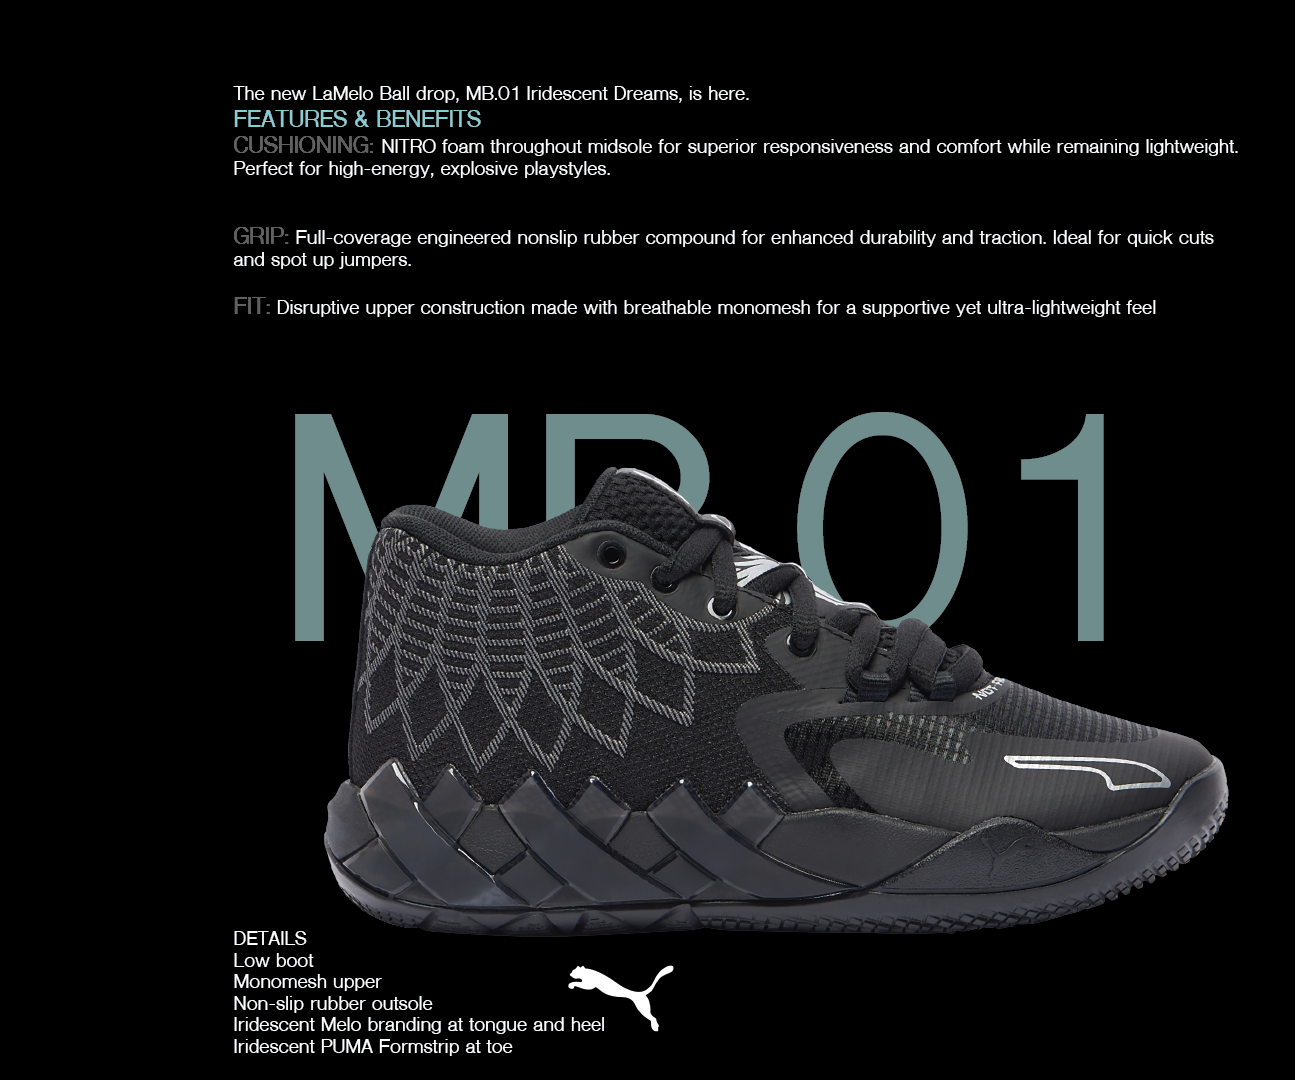 The new LaMelo Ball drop, MB.01 Iridescent Dreams, is here.
FEATURES & BENEFITS
CUSHIONING: NITRO foam throughout midsole for superior responsiveness and comfort while remaining lightweight.
Perfect for high-energy, explosive playstyles.
GRIP: Full-coverage engineered nonslip rubber compound for enhanced durability and traction. Ideal for quick cuts
and spot up jumpers.
FIT: Disruptive upper construction made with breathable monomesh for a supportive yet ultra-lightweight feel
MB.01
NOT
DETAILS
Low boot
Monomesh upper
Non-slip rubber outsole
Iridescent Melo branding at tongue and heel
Iridescent PUMA Formstrip at toe